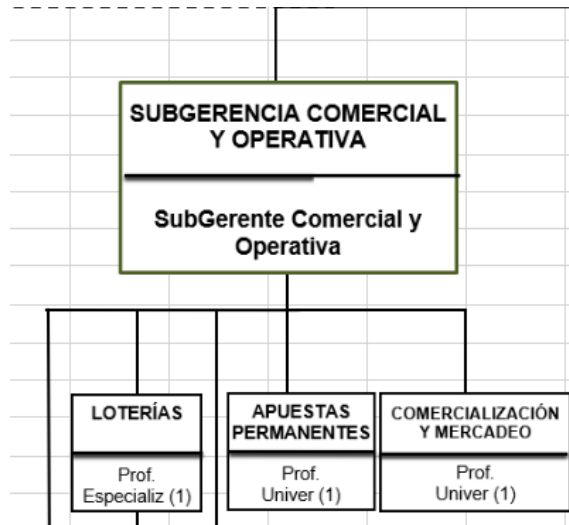 SUBGERENCIA COMERCIAL
Y OPERATIVA
SubGerente Comercial y
Operativa
LOTERÍAS
Prof.
Especializ (1)
APUESTAS
PERMANENTES
Prof.
Univer (1)
COMERCIALIZACIÓN
Y MERCADEO
Prof.
Univer (1)